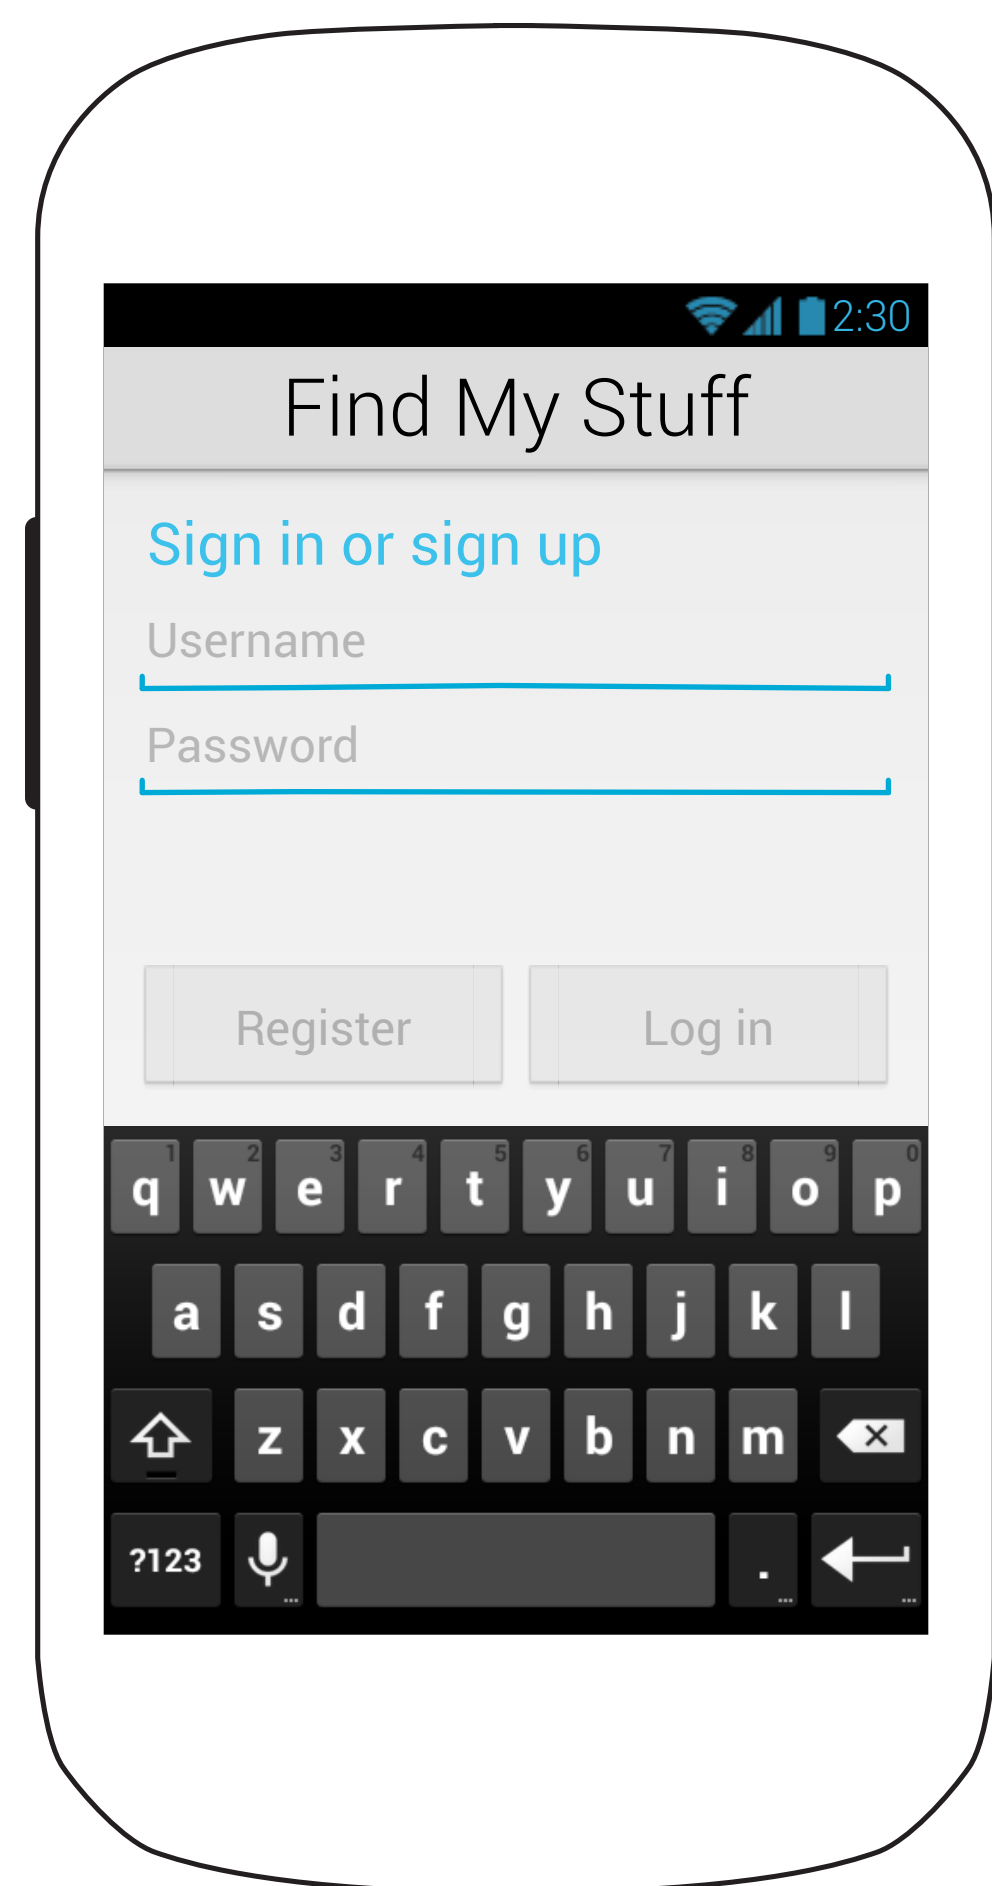 2:30
Find My Stuff
Sign in or sign up
Username
Password
Register Log in
1 2 3 4 5 6 7 8 9 0
q w e r t y u i o p
a s d f g h j k l
z x c v b n m
?123 .